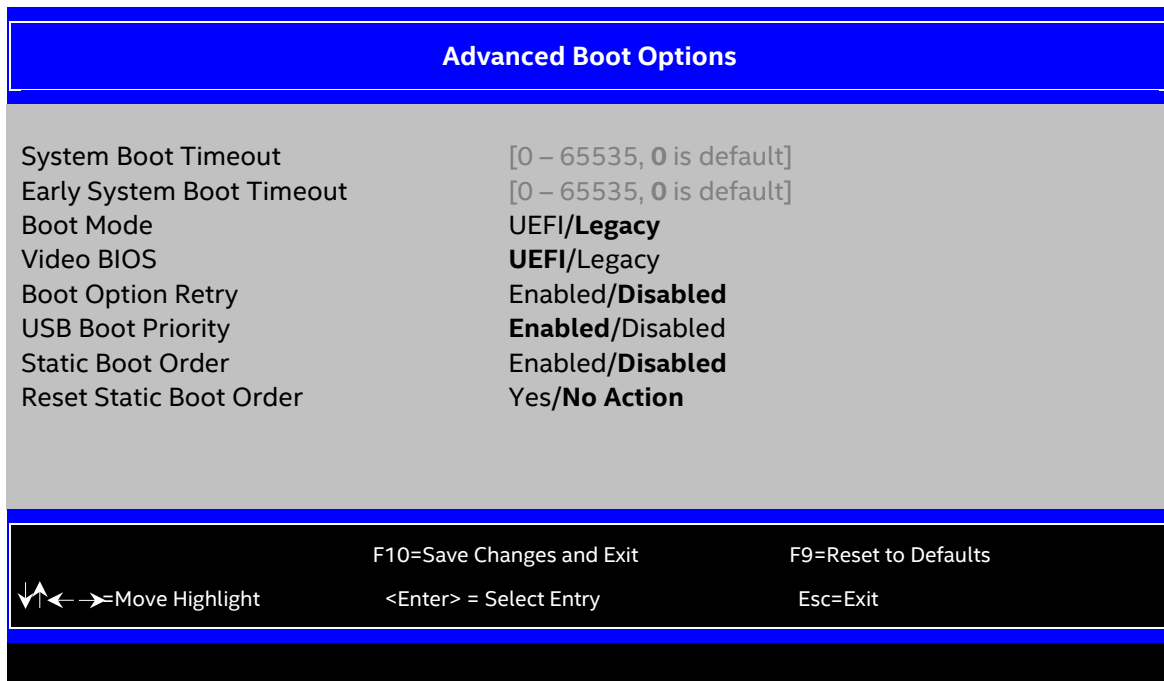 Advanced Boot Options
System Boot Timeout [0 – 65535, 0 is default]
Early System Boot Timeout [0 – 65535, 0 is default]
Boot Mode UEFI/Legacy
Video BIOS UEFI/Legacy
Boot Option Retry Enabled/Disabled
USB Boot Priority Enabled/Disabled
Static Boot Order Enabled/Disabled
Reset Static Boot Order Yes/No Action
F10=Save Changes and Exit F9=Reset to Defaults
↓↑← →=Move Highlight <Enter> = Select Entry Esc=Exit